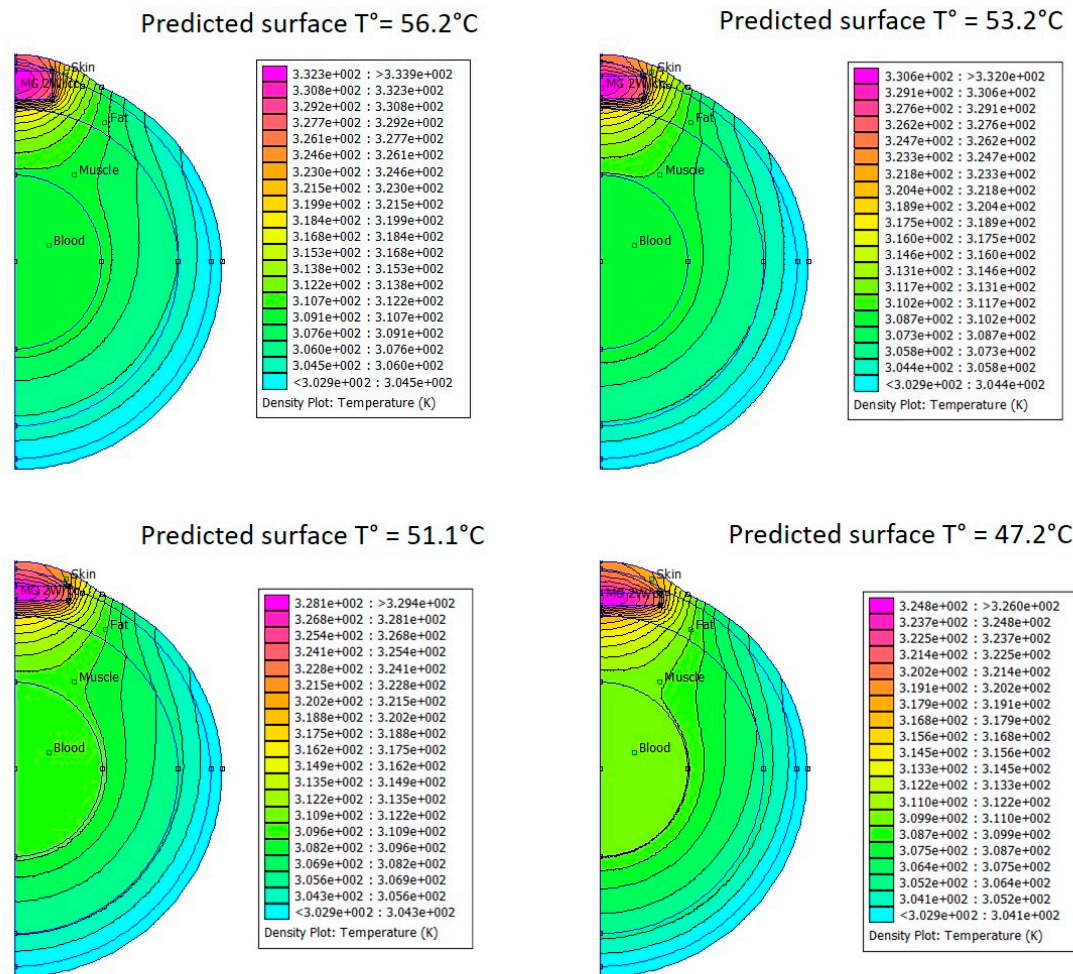 Predicted surface T°= 56.2°C
Skin
MG 2W/cc
Fat
Muscle
Blood
3.323e+002 : >3.339e+002
3.308e+002 : 3.323e+002
3.292e+002 : 3.308e+002
3.277e+002 : 3.292e+002
3.261e+002 : 3.277e+002
3.246e+002 : 3.261e+002
3.230e+002 : 3.246e+002
3.215e+002 : 3.230e+002
3.199e+002 : 3.215e+002
3.184e+002 : 3.199e+002
3.168e+002 : 3.184e+002
3.153e+002 : 3.168e+002
3.138e+002 : 3.153e+002
3.122e+002 : 3.138e+002
3.107e+002 : 3.122e+002
3.091e+002 : 3.107e+002
3.076e+002 : 3.091e+002
3.060e+002 : 3.076e+002
3.045e+002 : 3.060e+002
<3.029e+002 : 3.045e+002
Density Plot: Temperature (K)
Predicted surface T°= 53.2°C
Skin
MG 2W
Fat
Muscle
Blood
3.306e+002 : >3.320e+002
3.291e+002 : 3.306e+002
3.276e+002 : 3.291e+002
3.262e+002 : 3.276e+002
3.247e+002 : 3.262e+002
3.233e+002 : 3.247e+002
3.218e+002 : 3.233e+002
3.204e+002 : 3.218e+002
3.189e+002 : 3.204e+002
3.175e+002 : 3.189e+002
3.160e+002 : 3.175e+002
3.146e+002 : 3.160e+002
3.131e+002 : 3.146e+002
3.117e+002 : 3.131e+002
3.102e+002 : 3.117e+002
3.087e+002 : 3.102e+002
3.073e+002 : 3.087e+002
3.058e+002 : 3.073e+002
3.044e+002 : 3.058e+002
<3.029e+002 : 3.044e+002
Density Plot: Temperature (K)
Predicted surface T° = 51.1°C
Skin
MG 2W
Fat
Muscle
Blood
3.281e+002 : >3.294e+002
3.268e+002 : 3.281e+002
3.254e+002 : 3.268e+002
3.241e+002 : 3.254e+002
3.228e+002 : 3.241e+002
3.215e+002 : 3.228e+002
3.202e+002 : 3.215e+002
3.188e+002 : 3.202e+002
3.175e+002 : 3.188e+002
3.162e+002 : 3.175e+002
3.149e+002 : 3.162e+002
3.135e+002 : 3.149e+002
3.122e+002 : 3.135e+002
3.109e+002 : 3.122e+002
3.096e+002 : 3.109e+002
3.082e+002 : 3.096e+002
3.069e+002 : 3.082e+002
3.056e+002 : 3.069e+002
3.043e+002 : 3.056e+002
<3.029e+002 : 3.043e+002
Density Plot: Temperature (K)
Predicted surface T° = 47.2°C
Skin
MG 2W
Fat
Muscle
Blood
3.248e+002 : >3.260e+002
3.237e+002 : 3.248e+002
3.225e+002 : 3.237e+002
3.214e+002 : 3.225e+002
3.202e+002 : 3.214e+002
3.191e+002 : 3.202e+002
3.179e+002 : 3.191e+002
3.168e+002 : 3.179e+002
3.156e+002 : 3.168e+002
3.145e+002 : 3.156e+002
3.133e+002 : 3.145e+002
3.122e+002 : 3.133e+002
3.110e+002 : 3.122e+002
3.099e+002 : 3.110e+002
3.087e+002 : 3.099e+002
3.075e+002 : 3.087e+002
3.064e+002 : 3.075e+002
3.052e+002 : 3.064e+002
3.041e+002 : 3.052e+002
<3.029e+002 : 3.041e+002
Density Plot: Temperature (K)